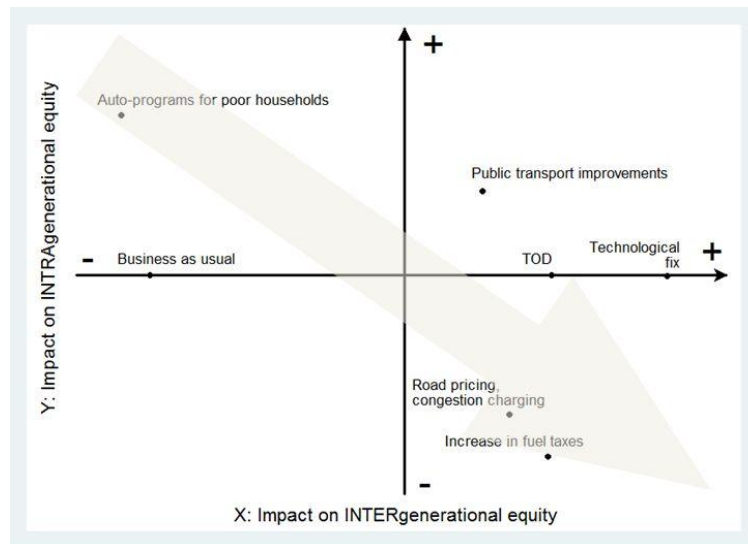 +
Auto-programs for poor households
Public transport improvements
- Business as usual
TOD
Technological
fix
+
Road pricing,
congestion charging
Increase in fuel taxes
-
Y: Impact on INTRAgenerational equity
X: Impact on INTERgenerational equity